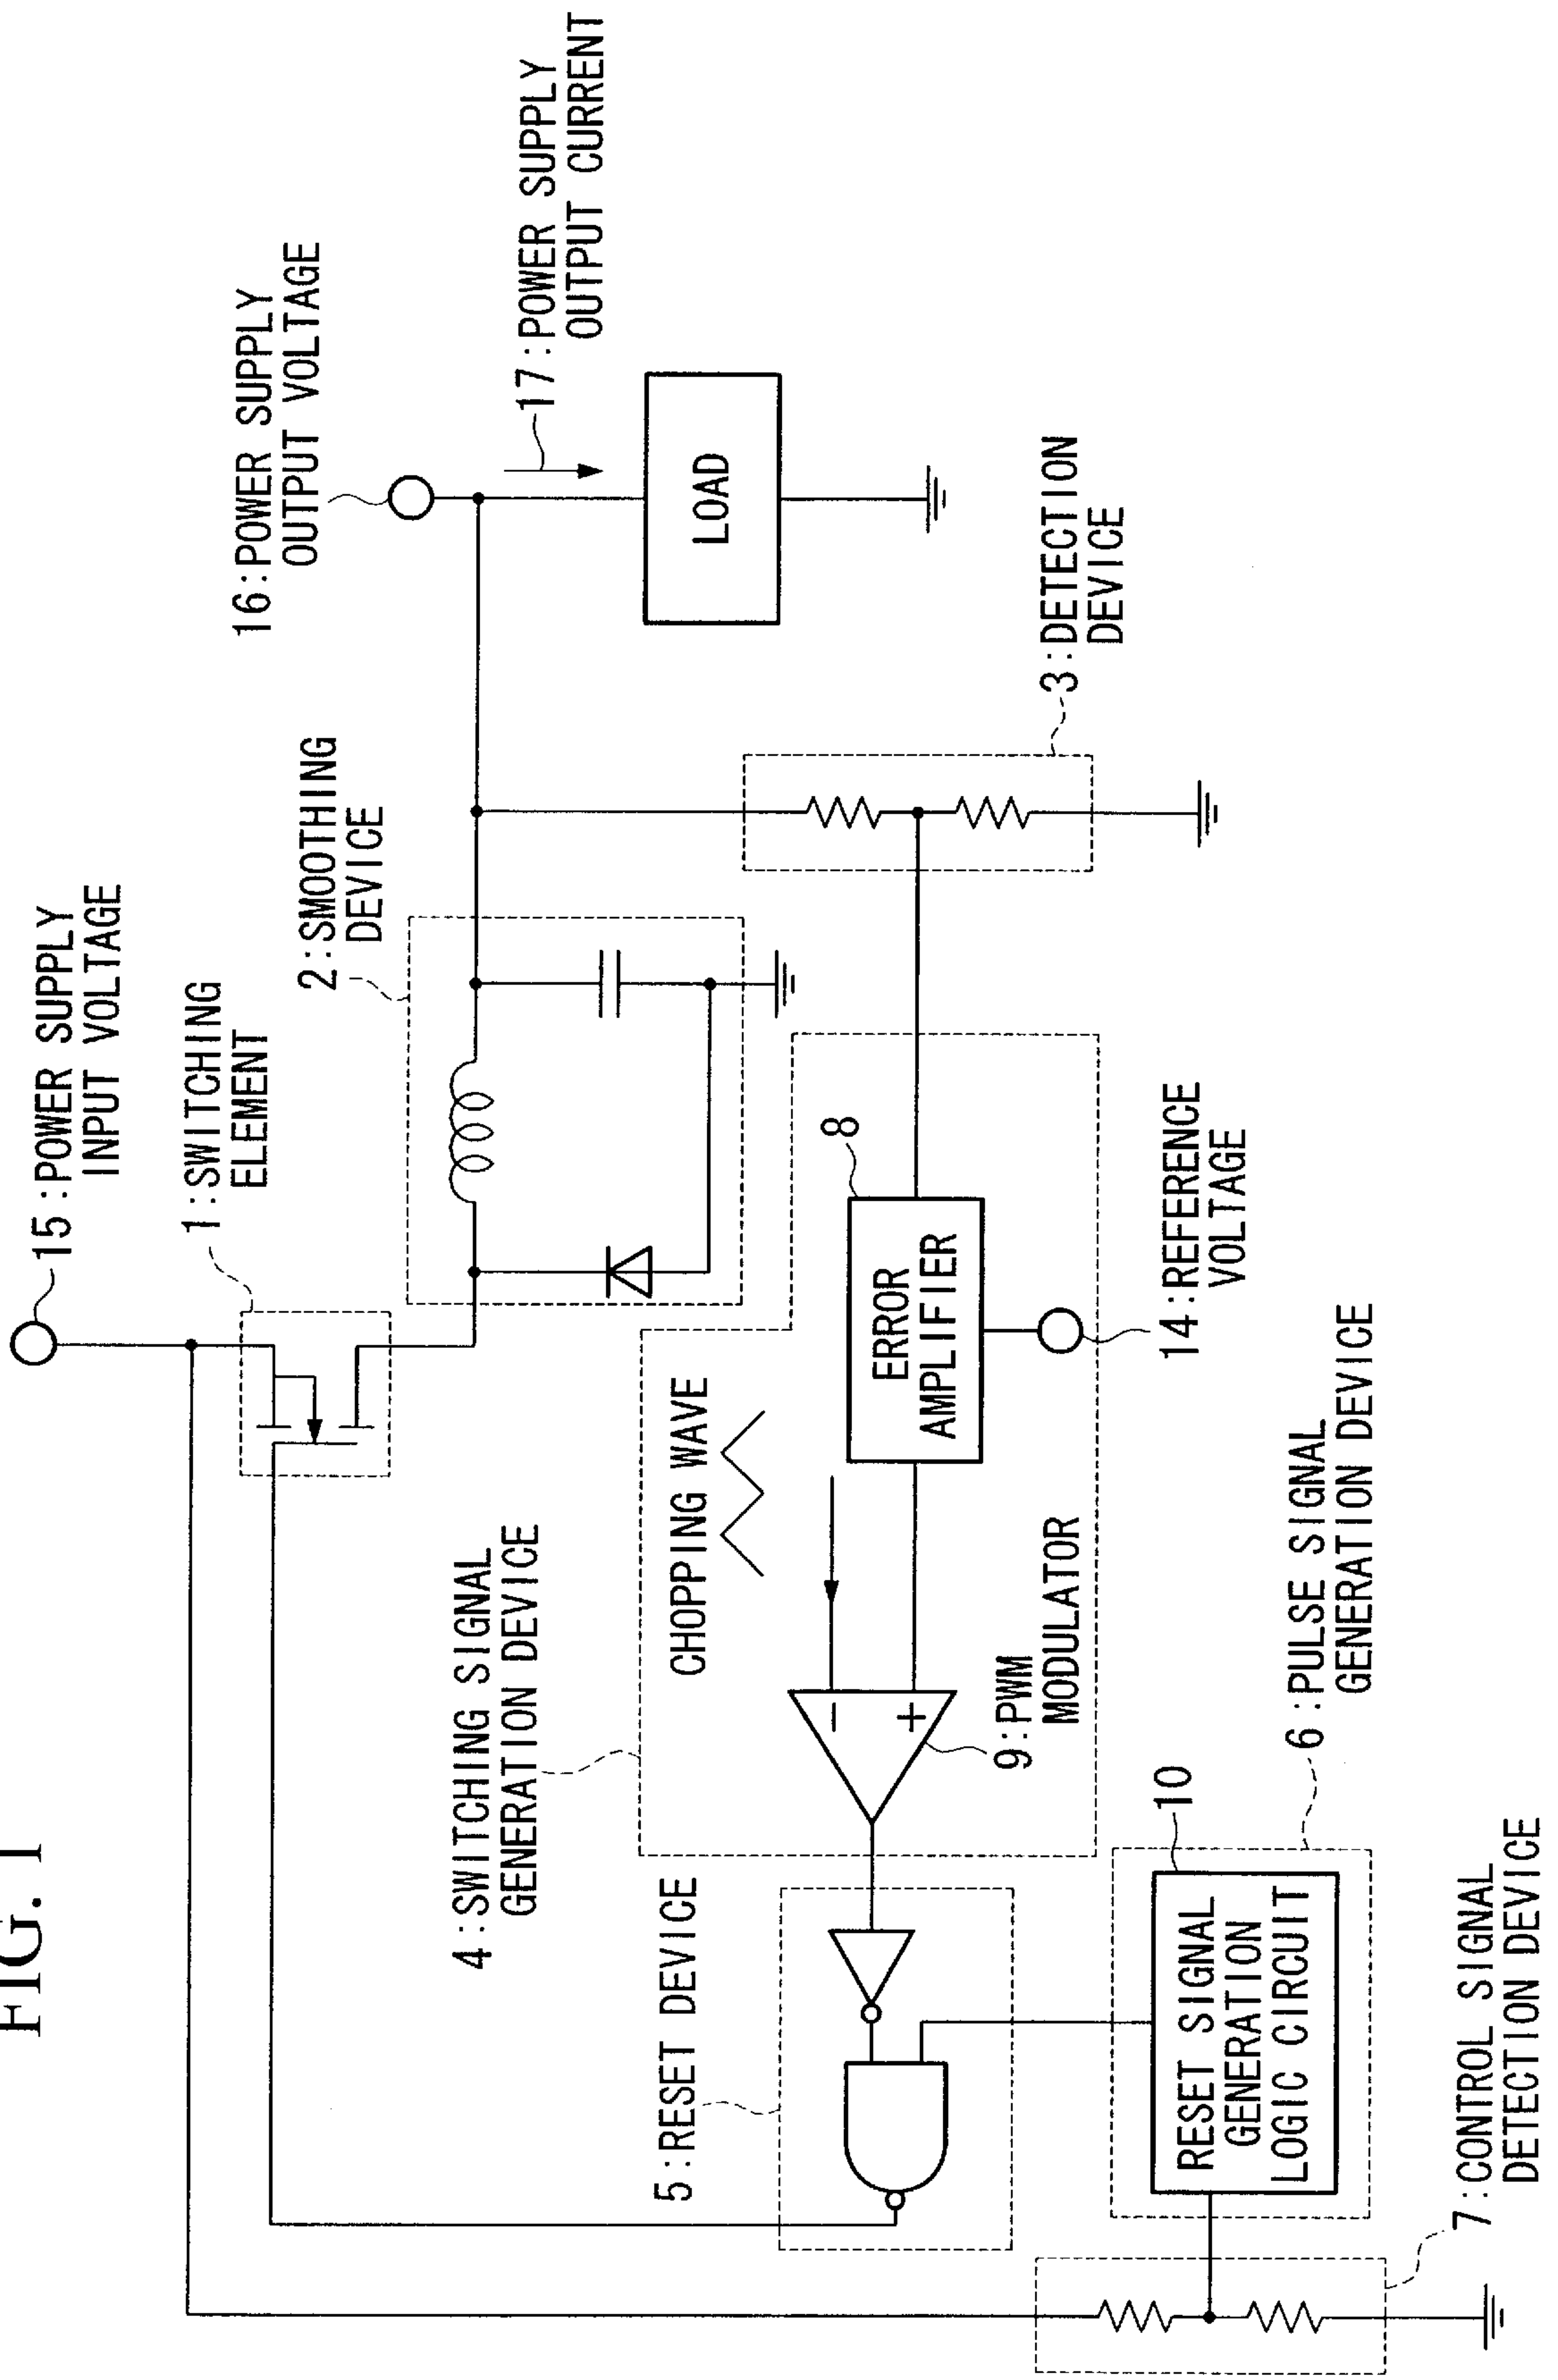 FIG. 1
15:POWER SUPPLY
INPUT VOLTAGE
1:SWITCHING
ELEMENT
16:POWER SUPPLY
OUTPUT VOLTAGE
2:SMOOTHING
DEVICE
17:POWER SUPPLY
OUTPUT CURRENT
4:SWITCHING SIGNAL
GENERATION DEVICE
LOAD
5:RESET DEVICE
CHOPPING WAVE
8
ERROR
AMPLIFIER
−
+
9:PWM
MODULATOR
3:DETECTION
DEVICE
14:REFERENCE
VOLTAGE
10
RESET SIGNAL
GENERATION
LOGIC CIRCUIT
6:PULSE SIGNAL
GENERATION DEVICE
7:CONTROL SIGNAL
DETECTION DEVICE